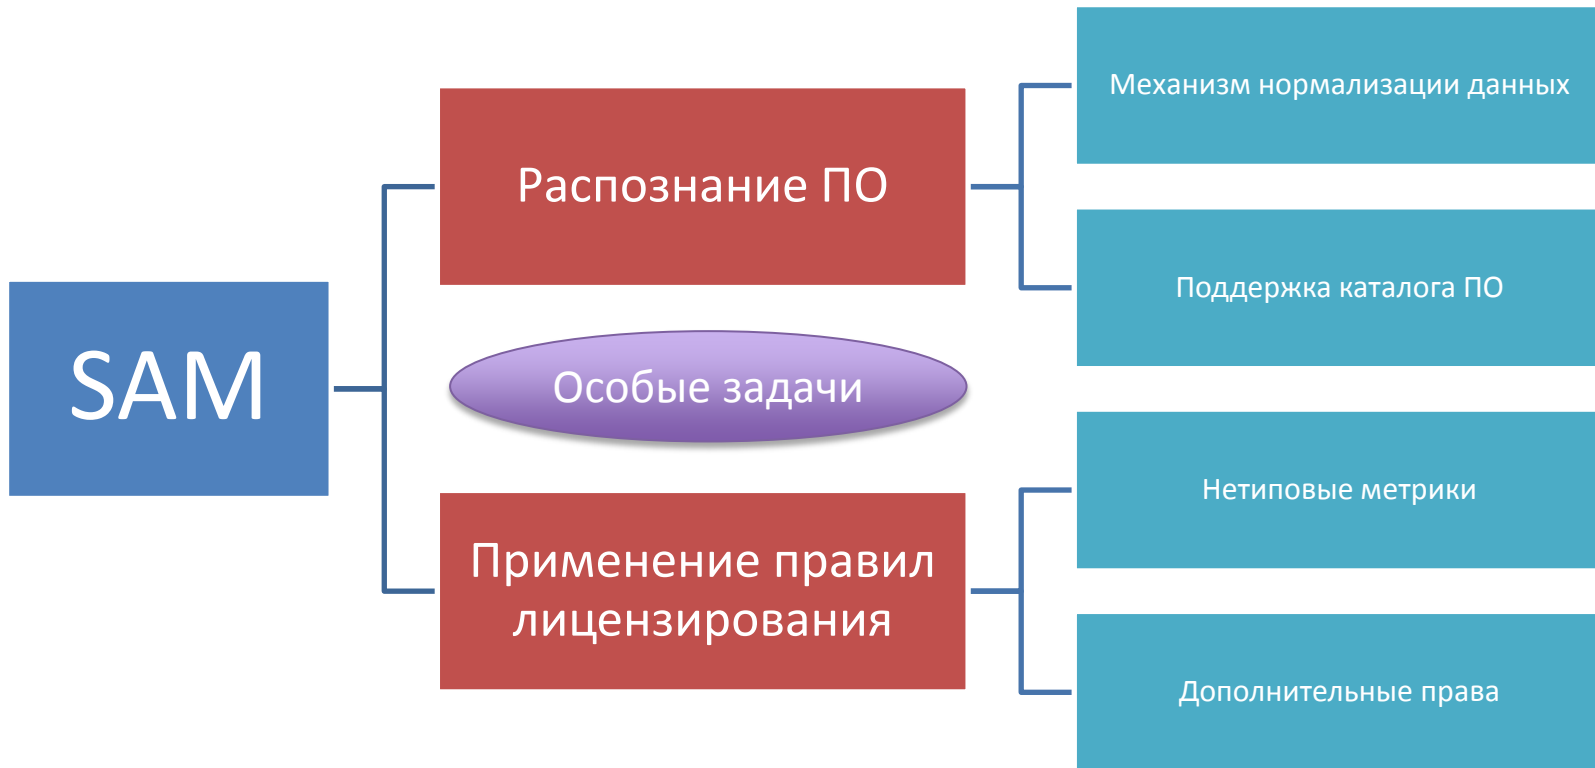 SAM
Распознание ПО
Особые задачи
Применение правил
лицензирования
Механизм нормализации данных
Поддержка каталога ПО
Нетиповые метрики
Дополнительные права